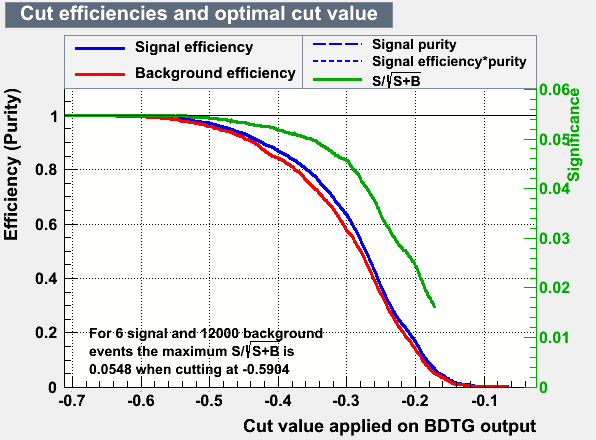 Cut efficiencies and optimal cut value
Signal efficiency
Background efficiency
Signal purity
Signal efficiency*purity
S/√S+B
Efficiency (Purity)
1
0.8
0.6
0.4
0.2
0
0.06
0.05
0.04
0.03
0.02
0.01
0
Significance
For 6 signal and 12000 background
events the maximum S/√S+B is
0.0548 when cutting at -0.5904
-0.7 -0.6 -0.5 -0.4 -0.3 -0.2 -0.1
Cut value applied on BDTG output